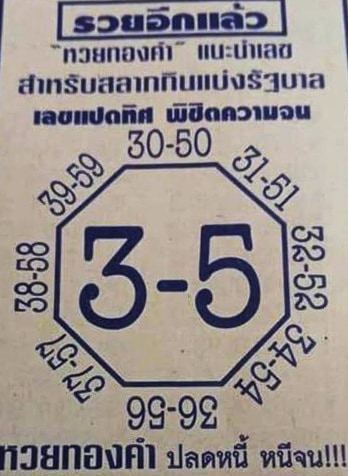 รวยอีกแล้ว
"หวยทองคำ" แนะนำเลข
สำหรับสลากกินแบ่งรัฐบาล
เลขแปดทิศ พิชิตความจน
30-50
39-59
31-51
38-58
3-5
32-52
37-57
34-54
36-56
หวยทองคำ ปลดหนี้ หนีจน!!!